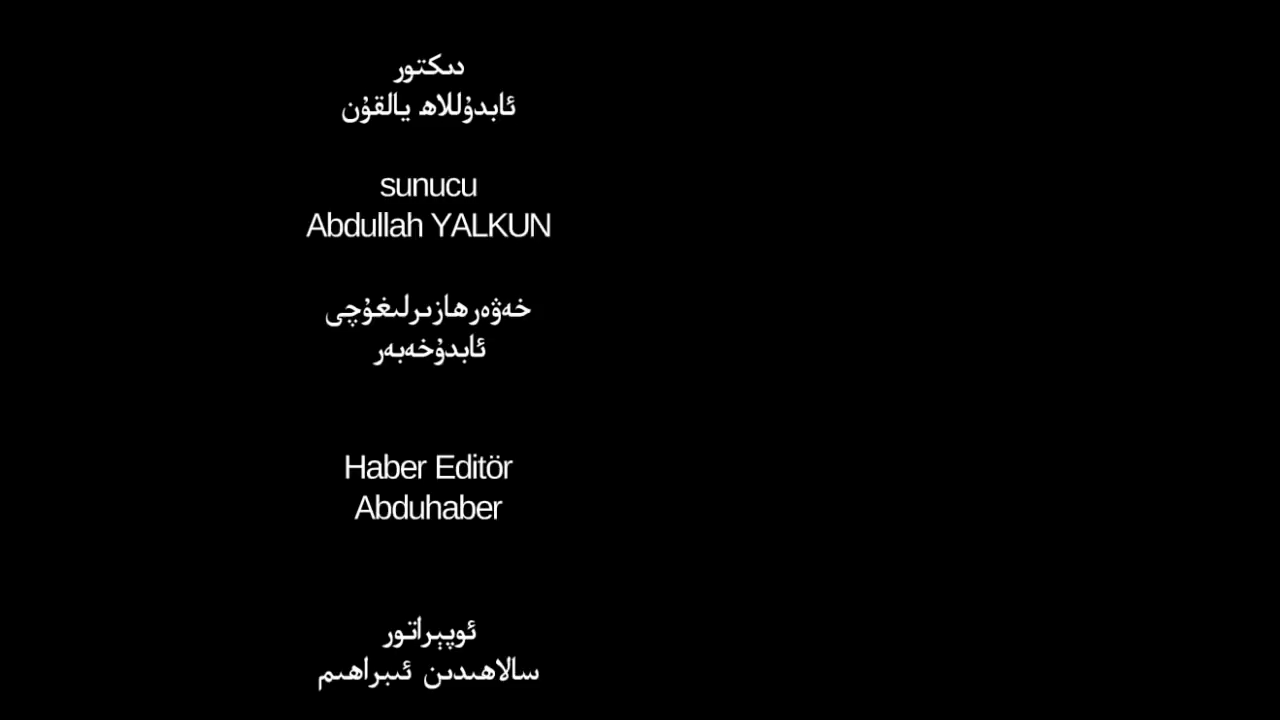 دىكتور
ئابدۇللاھ يالقۇن
sunucu
Abdullah YALKUN
خەۋەرھازىرلىغۇچى
ئابدۇخەبەر
Haber Editör
Abduhaber
ئوپېراتور
سالاھىدىن ئىبراھىم